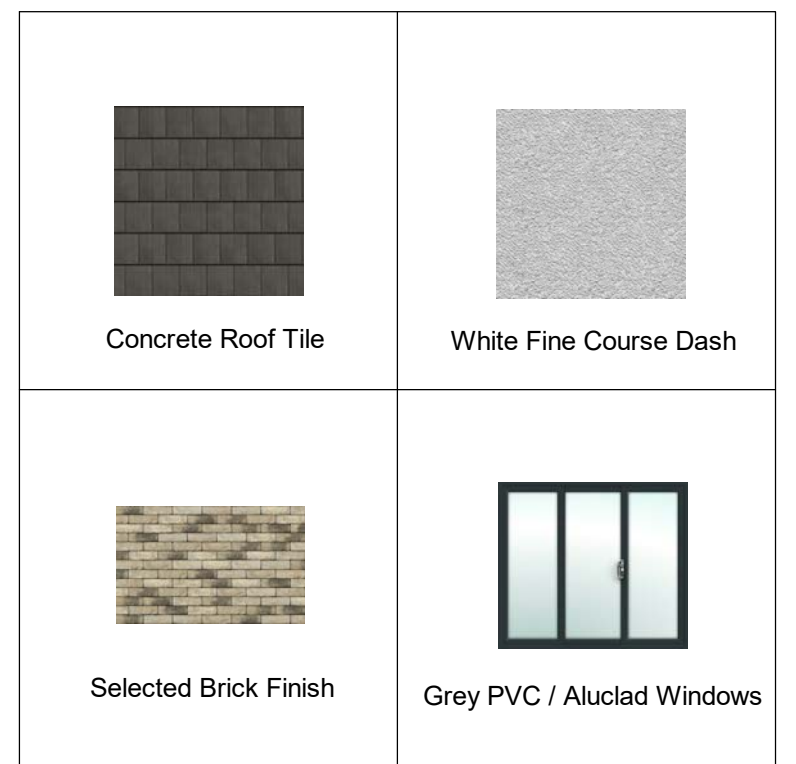 Concrete Roof Tile
White Fine Course Dash
Selected Brick Finish
Grey PVC / Aluclad Windows